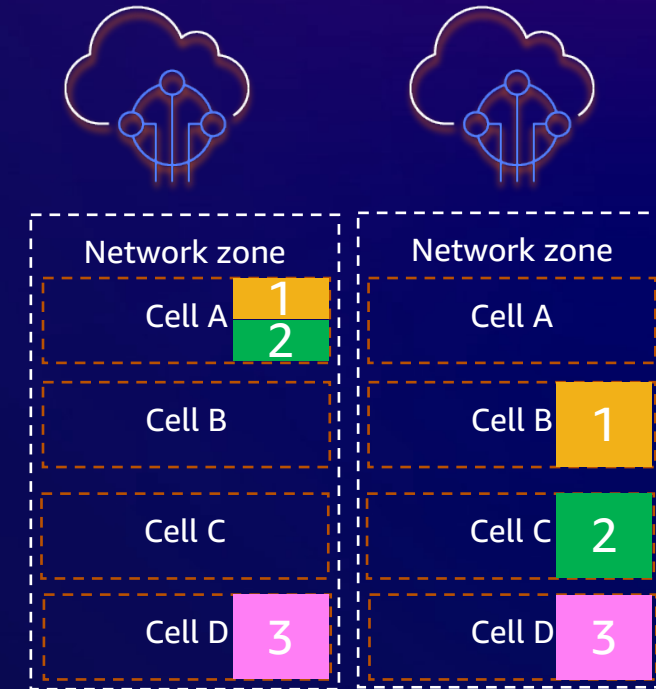 Network zone
Cell A 1
2
Cell B
Cell C
Cell D 3
Network zone
Cell A
Cell B 1
Cell C 2
Cell D 3